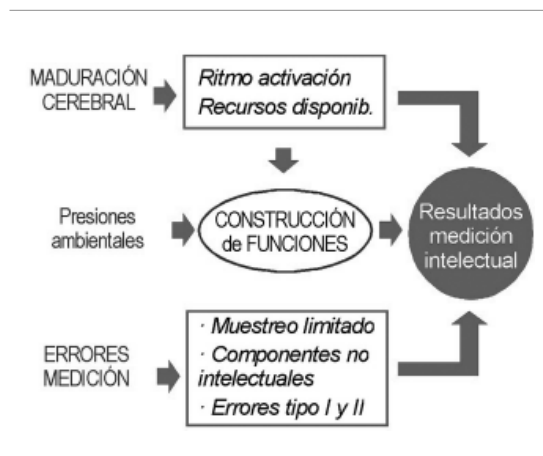 MADURACIÓN
CEREBRAL
Ritmo activación
Recursos disponib.
Presiones
ambientales
CONSTRUCCIÓN
de FUNCIONES
Resultados
medición
intelectual
ERRORES
MEDICIÓN
· Muestreo limitado
· Componentes no
intelectuales
· Errores tipo I y II